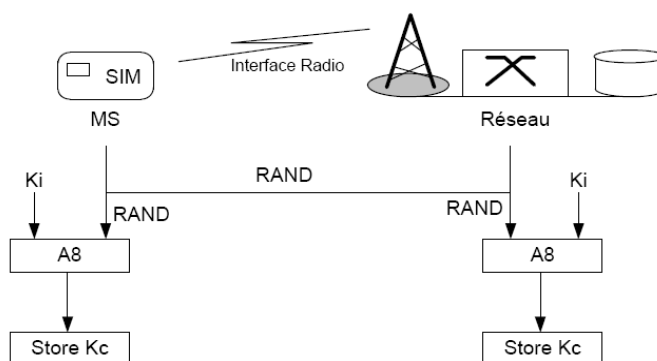 SIM
Interface Radio
MS
Réseau
Ki
RAND
Ki
RAND
RAND
A8
A8
Store Kc
Store Kc